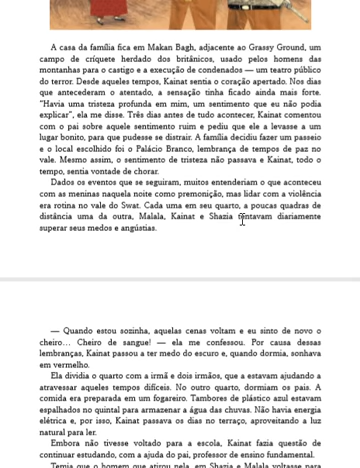 A casa da família fica em Makan Bagh, adjacente ao Grassy Ground, um
campo de críquete herdado dos britânicos, usado pelos homens das
montanhas para o castigo e a execução de condenados — um teatro público
do terror. Desde aqueles tempos, Kainat sentia o coração apertado. Nos dias
que antecederam o atentado, a sensação tinha ficado ainda mais forte.
"Havia uma tristeza profunda em mim, um sentimento que eu não podia
explicar", ela me disse. Três dias antes de tudo acontecer, Kainat comentou
com o pai sobre aquele sentimento ruim e pediu que ele a levasse a um
lugar bonito, para que pudesse se distrair. A família decidiu fazer um passeio
e o local escolhido foi o Palácio Branco, lembrança de tempos de paz no
vale. Mesmo assim, o sentimento de tristeza não passava e Kainat, todo o
tempo, sentia vontade de chorar.
Dados os eventos que se seguiram, muitos entenderiam o que aconteceu
com as meninas naquela noite como premonição, mas lidar com a violência
era rotina no vale do Swat. Cada uma em seu quarto, a poucas quadras de
distância uma da outra, Malala, Kainat e Shazia tentavam diariamente
superar seus medos e angústias.
— Quando estou sozinha, aquelas cenas voltam e eu sinto de novo o
cheiro… Cheiro de sangue! — ela me confessou. Por causa dessas
lembranças, Kainat passou a ter medo do escuro e, quando dormia, sonhava
em vermelho.
Ela dividia o quarto com a irmã e dois irmãos, que a estavam ajudando a
atravessar aqueles tempos difíceis. No outro quarto, dormiam os pais. A
comida era preparada em um fogareiro. Tambores de plástico azul estavam
espalhados no quintal para armazenar a água das chuvas. Não havia energia
elétrica e, por isso, Kainat passava os dias no terraço, aproveitando a luz
natural para ler.
Embora não tivesse voltado para a escola, Kainat fazia questão de
continuar estudando, com a ajuda do pai, professor de ensino fundamental.
Temia que o homem que atirou nela, em Shazia e Malala voltasse para